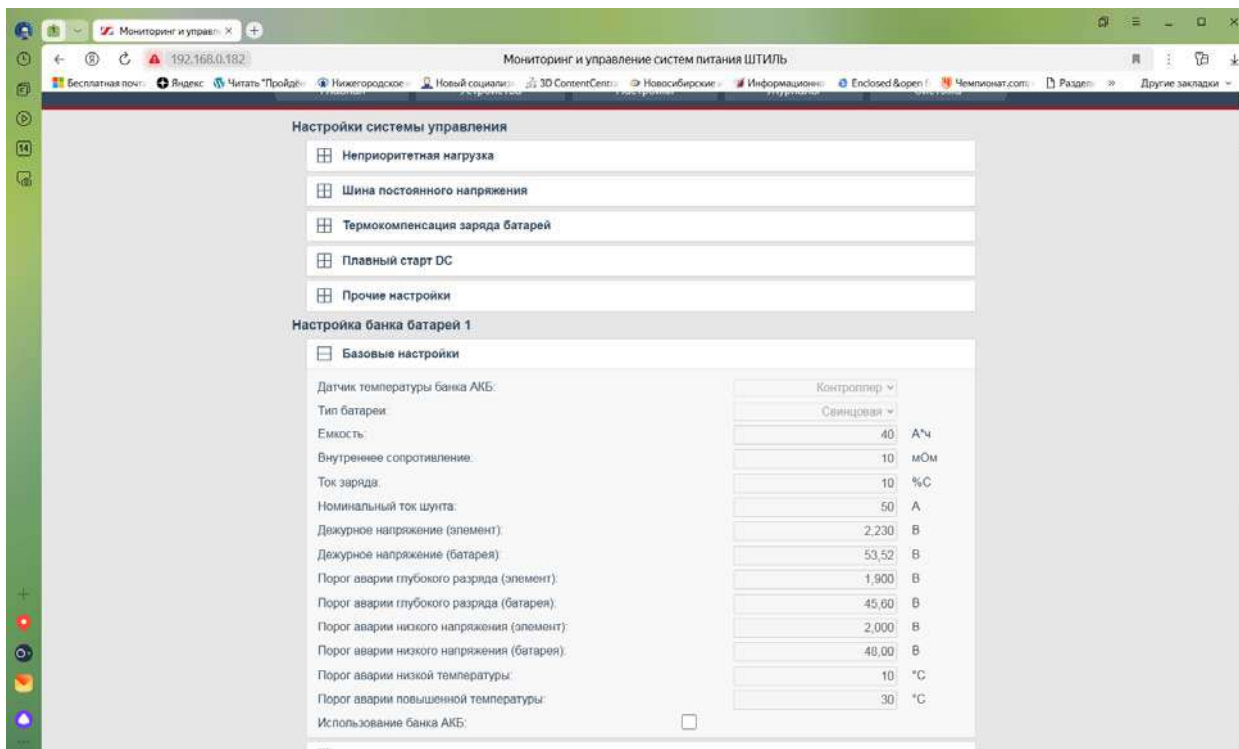 Мониторинг и управлен
192.168.0.182 Мониторинг и управление систем питания ШТИЛЬ
Бесплатная почт Яндекс Читать "Пройдё Нижегородское Новый социалис 3D ContentCent Новосибирские Информационн Enclosed &open Чемпионат.com Раздел » Другие закладки
14
Настройки системы управления
Неприоритетная нагрузка
Шина постоянного напряжения
Термокомпенсация заряда батарей
Плавный старт DC
Прочие настройки
Настройка банка батарей 1
Базовые настройки
Датчик температуры банка АКБ: Контроллер
Тип батареи: Свинцовая
Емкость: 40 А*ч
Внутреннее сопротивление: 10 мОм
Ток заряда: 10 %С
Номинальный ток шунта: 50 А
Дежурное напряжение (элемент): 2,230 В
Дежурное напряжение (батарея): 53,52 В
Порог аварии глубокого разряда (элемент): 1,900 В
Порог аварии глубокого разряда (батарея): 45,60 В
Порог аварии низкого напряжения (элемент): 2,000 В
Порог аварии низкого напряжения (батарея): 48,00 В
Порог аварии низкой температуры: 10 °C
Порог аварии повышенной температуры: 30 °C
Использование банка АКБ: